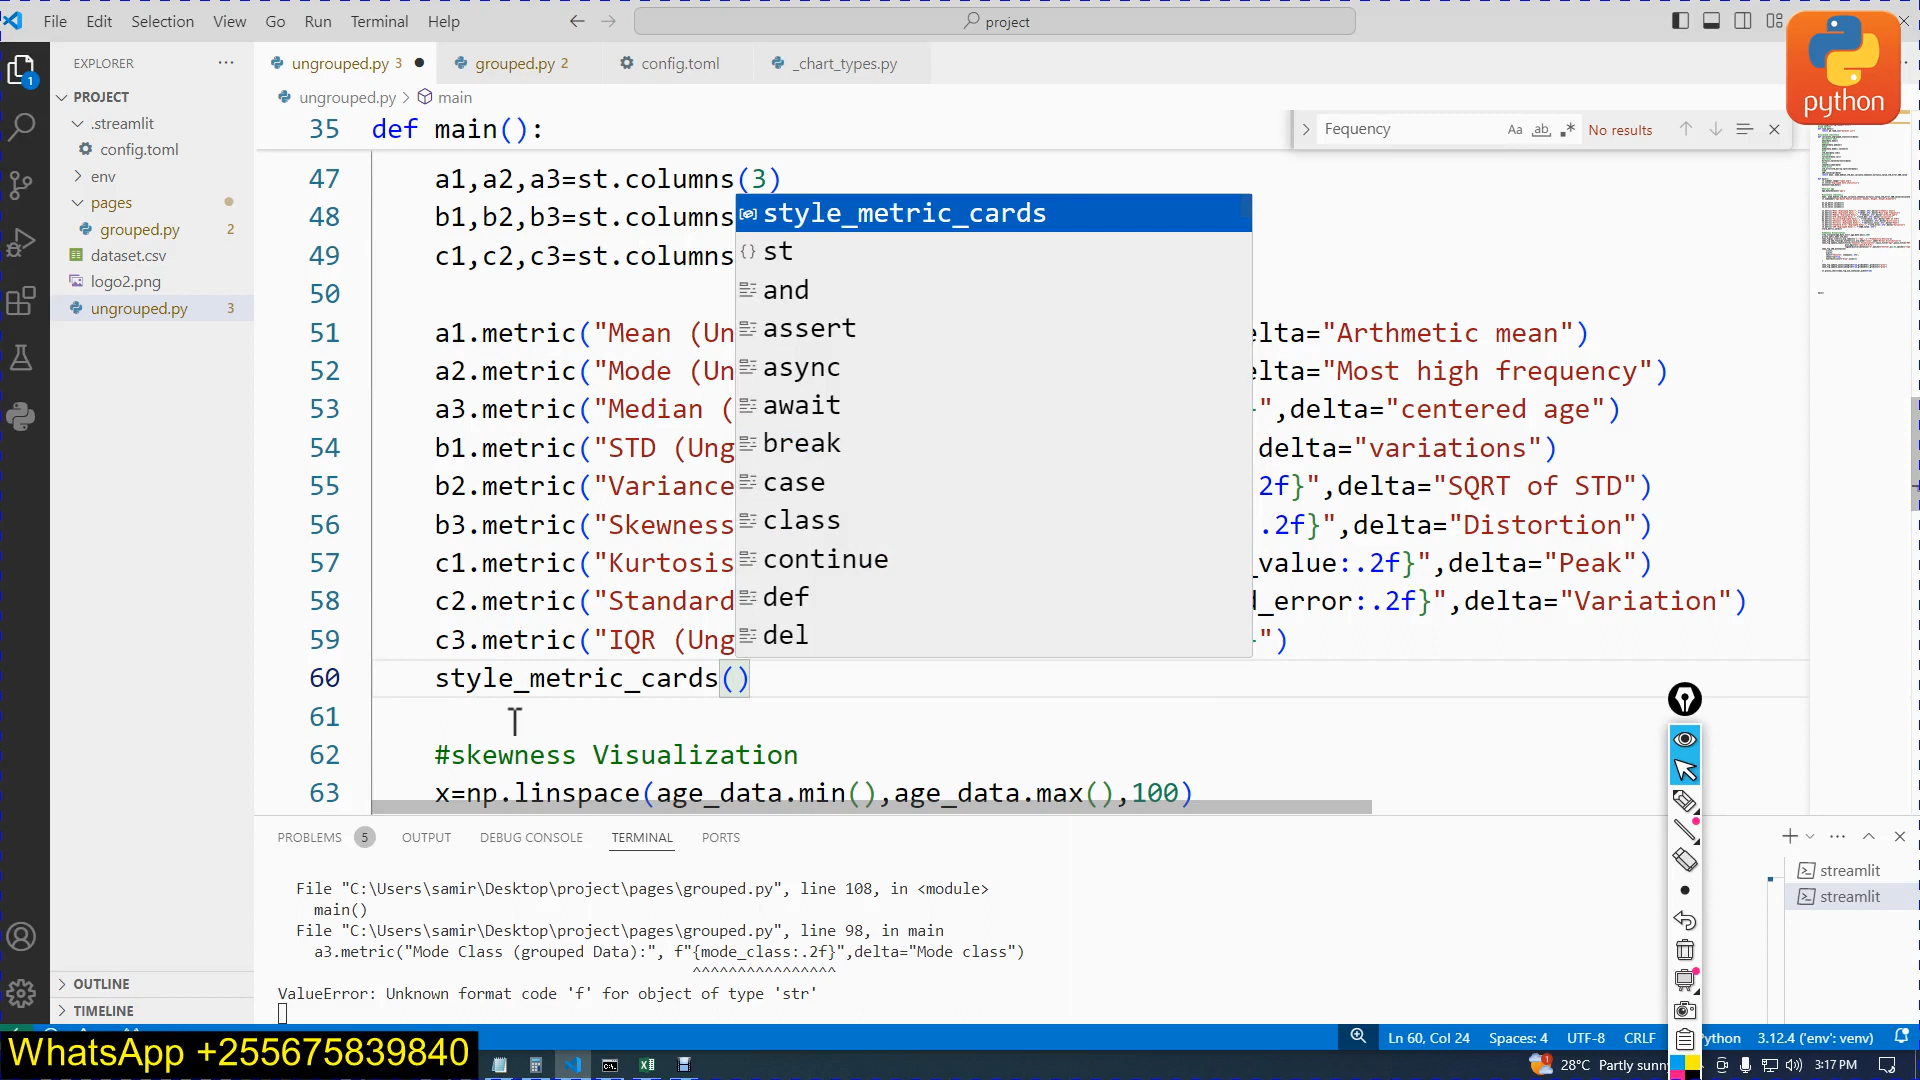 File Edit Selection View Go Run Terminal Help
project
python
EXPLORER
PROJECT
.streamlit
config.toml
env
pages
grouped.py 2
dataset.csv
logo2.png
ungrouped.py 3
OUTLINE
TIMELINE
1
ungrouped.py 3
grouped.py 2
config.toml
_chart_types.py
ungrouped.py > main
Fequency
Aa ab No results
35 def main():
47 a1,a2,a3=st.columns(3)
48 b1,b2,b3=st.columns
49 c1,c2,c3=st.columns
50
51 a1.metric("Mean (Un elta="Arthmetic mean")
52 a2.metric("Mode (Un elta="Most high frequency")
53 a3.metric("Median ( ",delta="centered age")
54 b1.metric("STD (Ung delta="variations")
55 b2.metric("Variance 2f}",delta="SQRT of STD")
56 b3.metric("Skewness .2f}",delta="Distortion")
57 c1.metric("Kurtosis _value:.2f}",delta="Peak")
58 c2.metric("Standard d_error:.2f}",delta="Variation")
59 c3.metric("IQR (Ung ")
60 style_metric_cards()
61
62 #skewness Visualization
63 x=np.linspace(age_data.min(),age_data.max(),100)
style_metric_cards
st
and
assert
async
await
break
case
class
continue
def
del
PROBLEMS 5 OUTPUT DEBUG CONSOLE TERMINAL PORTS
File "C:\Users\samir\Desktop\project\pages\grouped.py", line 108, in <module>
main()
File "C:\Users\samir\Desktop\project\pages\grouped.py", line 98, in main
a3.metric("Mode Class (grouped Data):", f"{mode_class:.2f}",delta="Mode class")
^^^^^^^^^^^^^^^^
ValueError: Unknown format code 'f' for object of type 'str'
streamlit
streamlit
Ln 60, Col 24 Spaces: 4 UTF-8 CRLF ython 3.12.4 ('env': venv)
WhatsApp +255675839840
1 28°C Partly sunn 3:17 PM